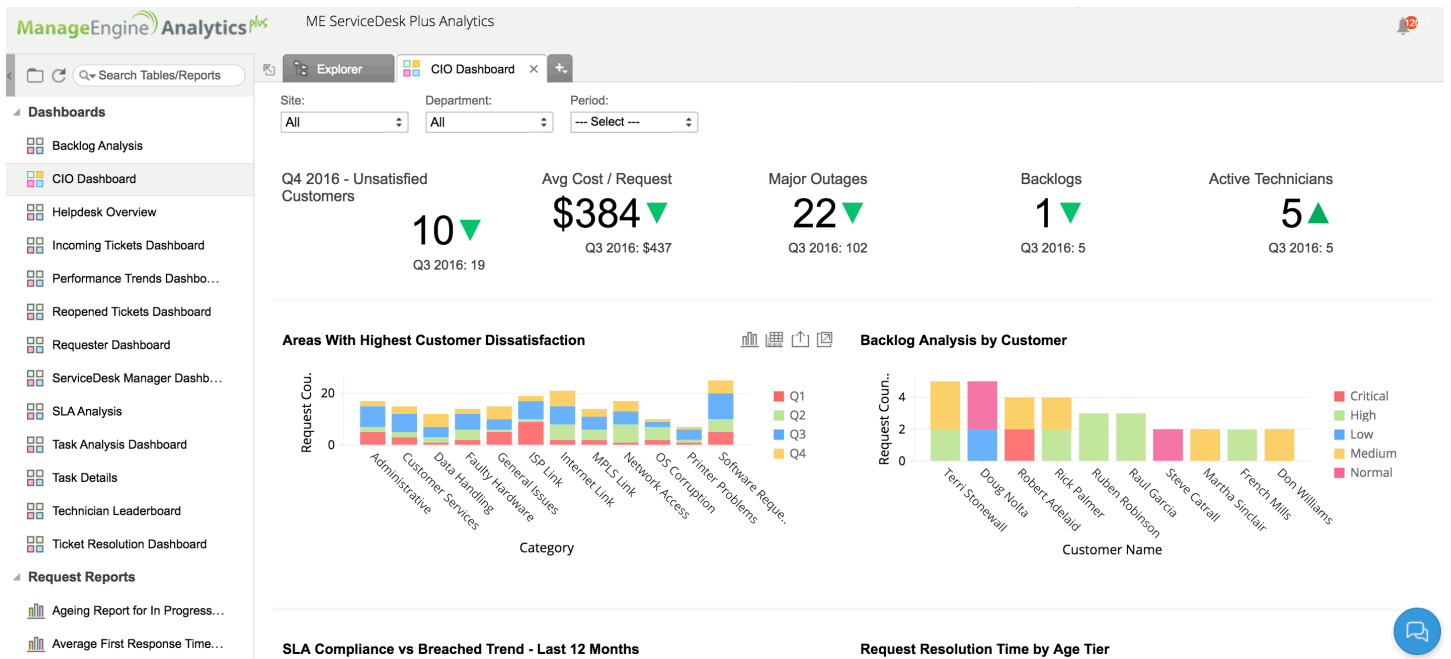 ManageEngine Analytics plus
ME ServiceDesk Plus Analytics
Search Tables/Reports
Explorer
CIO Dashboard
Dashboards
Backlog Analysis
CIO Dashboard
Helpdesk Overview
Incoming Tickets Dashboard
Performance Trends Dashbo...
Reopened Tickets Dashboard
Requester Dashboard
ServiceDesk Manager Dashb...
SLA Analysis
Task Analysis Dashboard
Task Details
Technician Leaderboard
Ticket Resolution Dashboard
Request Reports
Ageing Report for In Progress...
Average First Response Time...
Site:
All
Department:
All
Period:
--- Select ---
Q4 2016 - Unsatisfied
Customers
10
Q3 2016: 19
Avg Cost / Request
$384
Q3 2016: $437
Major Outages
22
Q3 2016: 102
Backlogs
1
Q3 2016: 5
Active Technicians
5
Q3 2016: 5
Areas With Highest Customer Dissatisfaction
Request Cou..
20
0
Administrative
Customer Services
Data Handling
Faulty Hardware
General Issues
ISP Link
Internet Link
MPLS Link
Network Access
OS Corruption
Printer Problems
Software Reque..
Category
Q1
Q2
Q3
Q4
Backlog Analysis by Customer
Request Coun..
4
2
0
Terri Stonewall
Doug Nolta
Robert Adelaid
Rick Palmer
Ruben Robinson
Raul Garcia
Steve Catrall
Martha Sinclair
French Mills
Don Williams
Customer Name
Critical
High
Low
Medium
Normal
SLA Compliance vs Breached Trend - Last 12 Months
Request Resolution Time by Age Tier